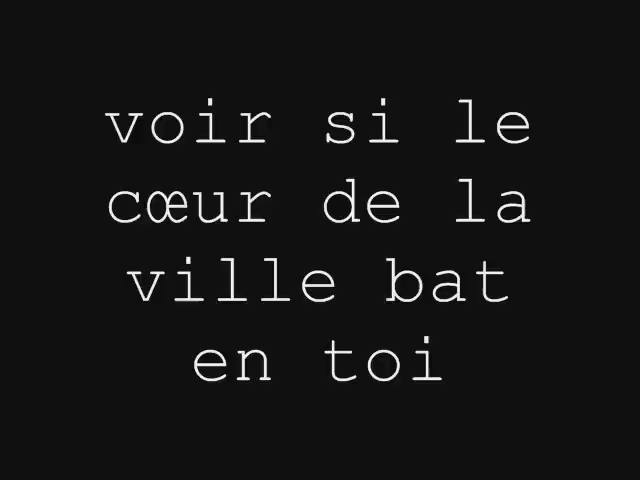 voir si le
cœur de la
ville bat
en toi